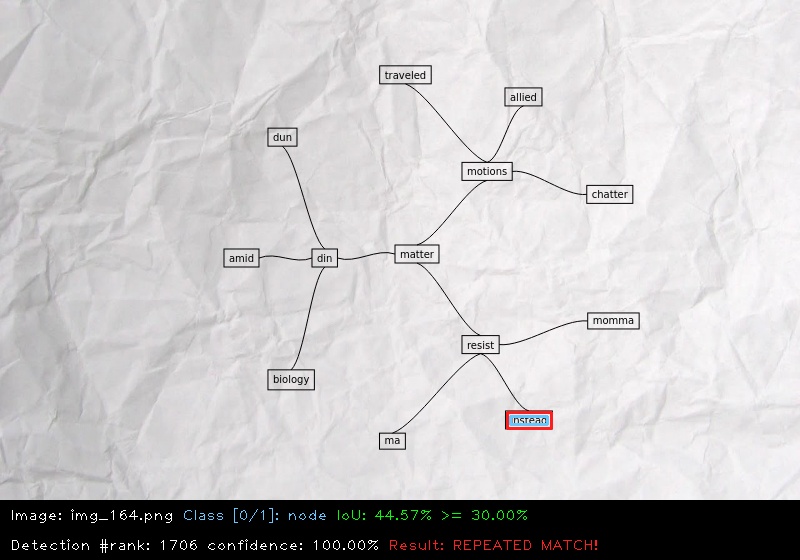 traveled
allied
dun
motions
chatter
matter
amid
din
momma
resist
biology
instead
ma
Image: img_164.png Class [0/1]: node IoU: 44.57% >= 30.00%
Detection #rank: 1706 confidence: 100.00% Result: REPEATED MATCH!